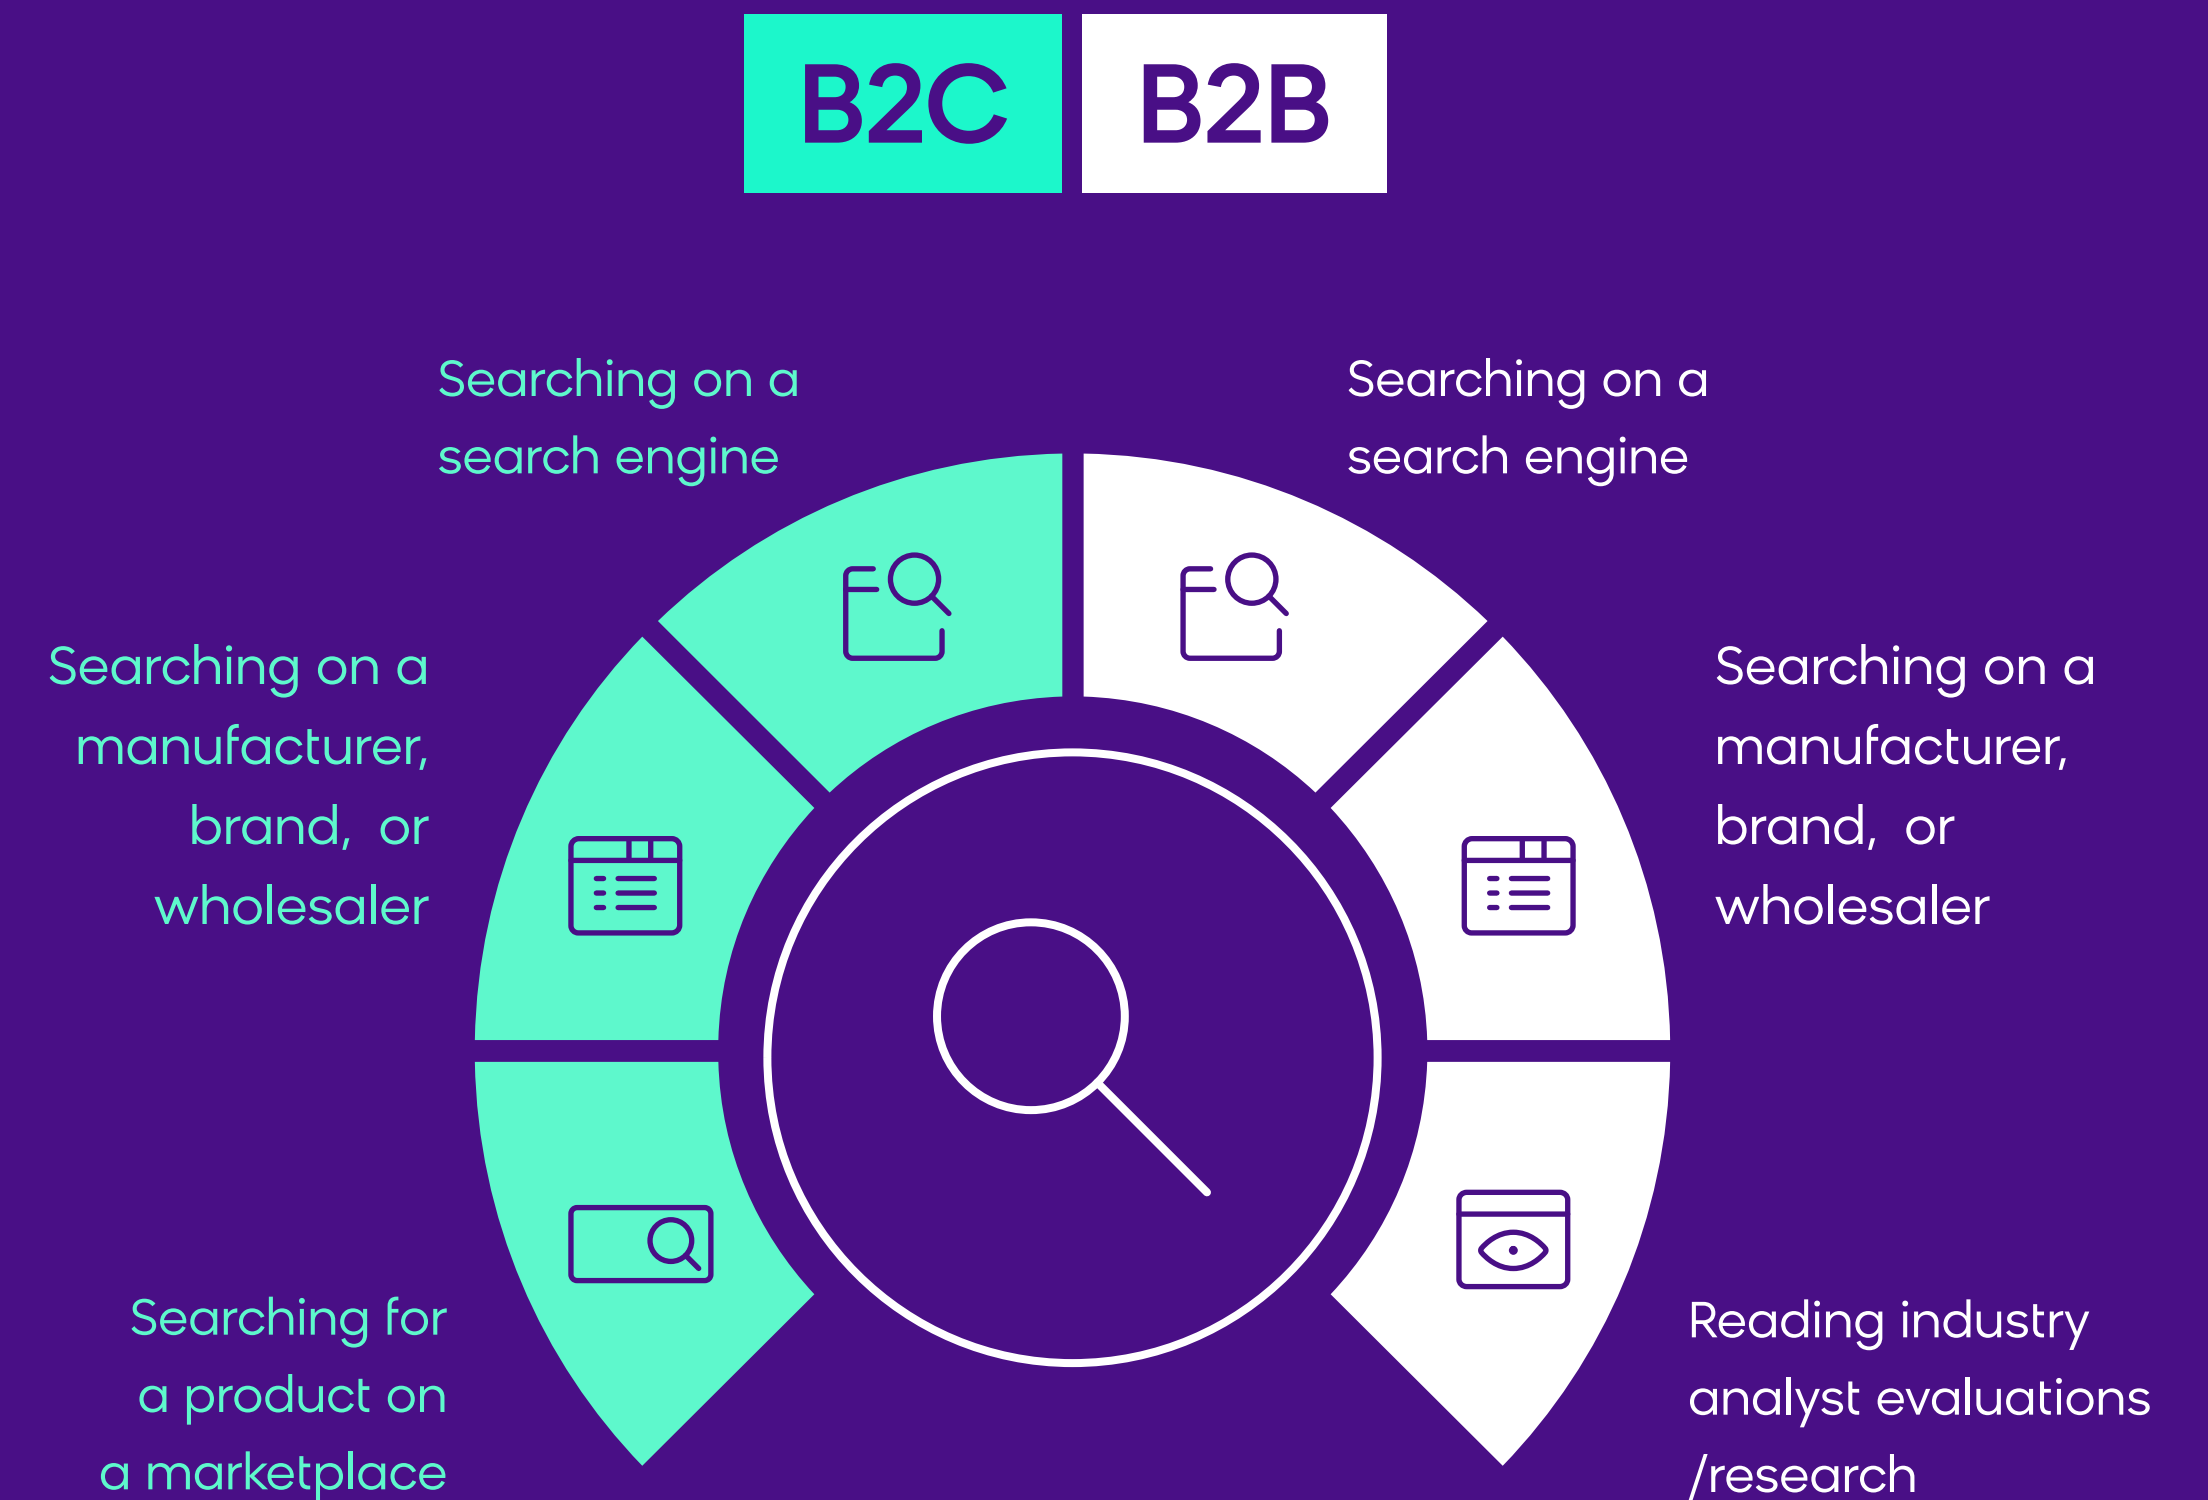 B2C
B2B
Searching on a
search engine
Searching on a
search engine
Searching on a
manufacturer,
brand, or
wholesaler
Searching on a
manufacturer,
brand, or
wholesaler
Searching for
a product on
a marketplace
Reading industry
analyst evaluations
/research